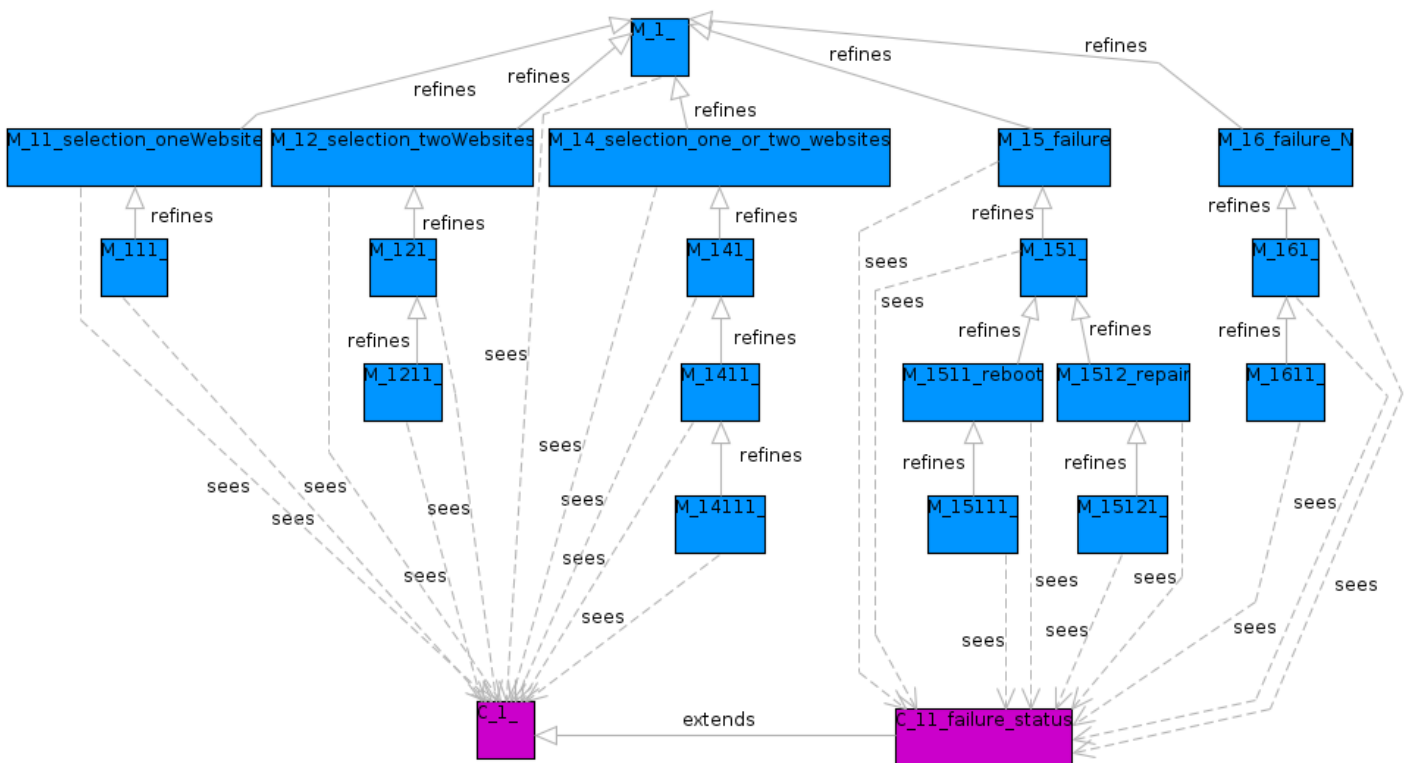 M_1_
refines
refines
refines
refines
refines
M_11_selection_oneWebsite
M_12_selection_twoWebsites
M_14_selection_one_or_two_websites
M_15_failure
M_16_failure_N
refines
refines
refines
refines
refines
M_111_
M_121_
M_141_
M_151_
M_161_
sees
sees
refines
refines
refines
refines
refines
sees
M_1211_
M_1411_
M_1511_reboot
M_1512_repair
M_1611_
sees
refines
refines
refines
sees
sees
sees
sees
sees
sees
sees
M_14111_
M_15111_
M_15121_
sees
sees
sees
sees
sees
sees
sees
sees
sees
C_1_
extends
C_11_failure_status